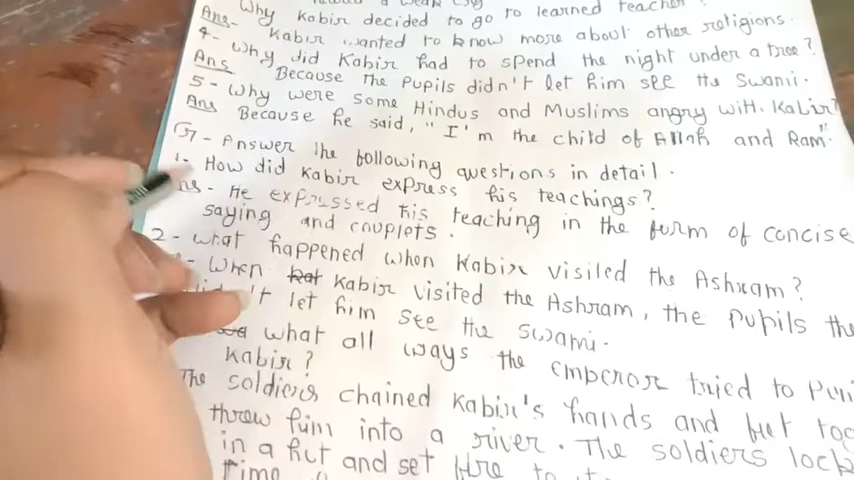 Why Kabir decided to go to learned teacher
Ans- Kabir wanted to know more about other religions.
4- Why did Kabir had to spend the night under a tree?
Ans Because the Pupils didn't let him see the Swami.
5- Why were some Hindus and Muslims angry with Kabir?
Ans Because he said, "I'm the child of Allah and Ram"
G- Answer the following questions in detail.
1- How did Kabir express his teachings?
Ans- He expressed his teaching in the form of concise
saying and couplets.
2- What happened when Kabir visited the Ashram?
When Kabir visited the Ashram, the pupils the
let him see the swami.
what all ways the emperor tried to
Kabir?
The soldiers chained Kabir's hands and feet
threw him into a river. The soldiers
in a hut and set fire to it.
time